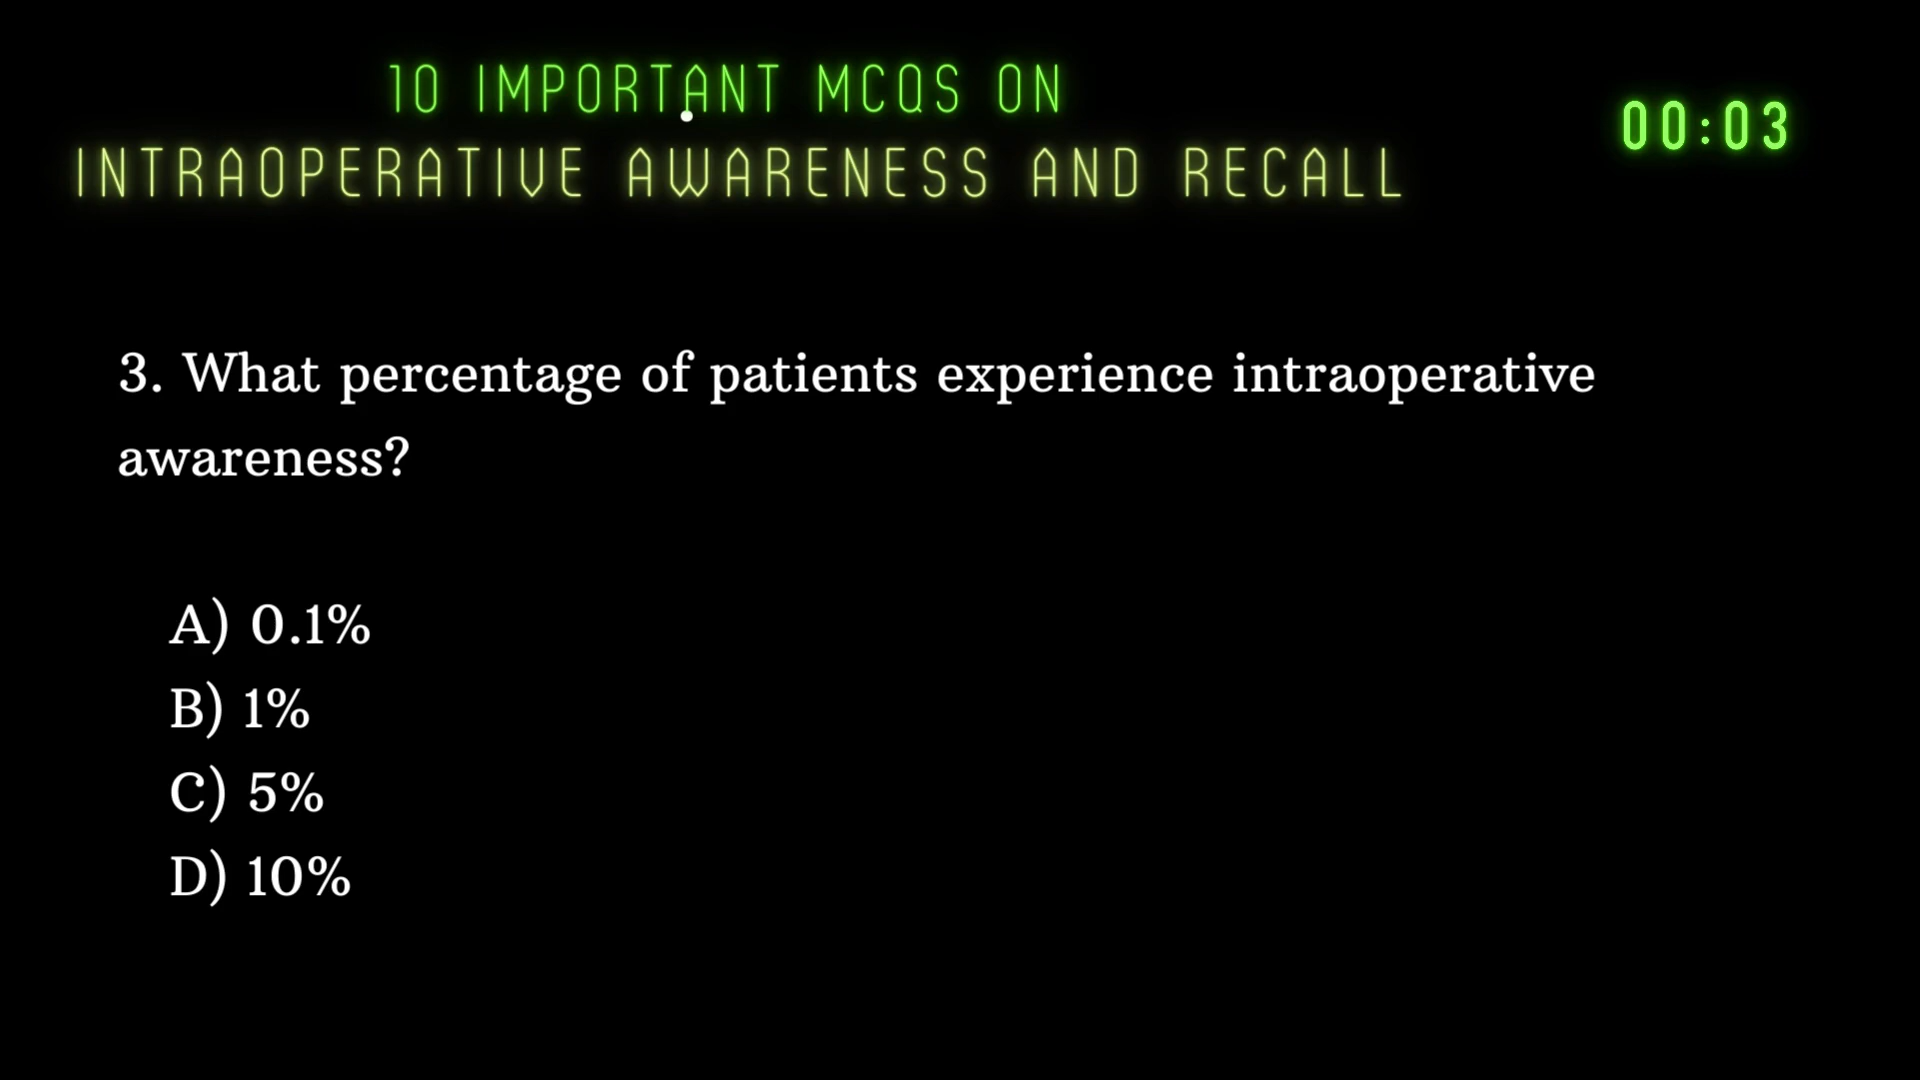 10 IMPORTANT MCQS ON
00:03
INTRAOPERATIVE AWARENESS AND RECALL
3. What percentage of patients experience intraoperative
awareness?
A) 0.1%
B) 1%
C) 5%
D) 10%